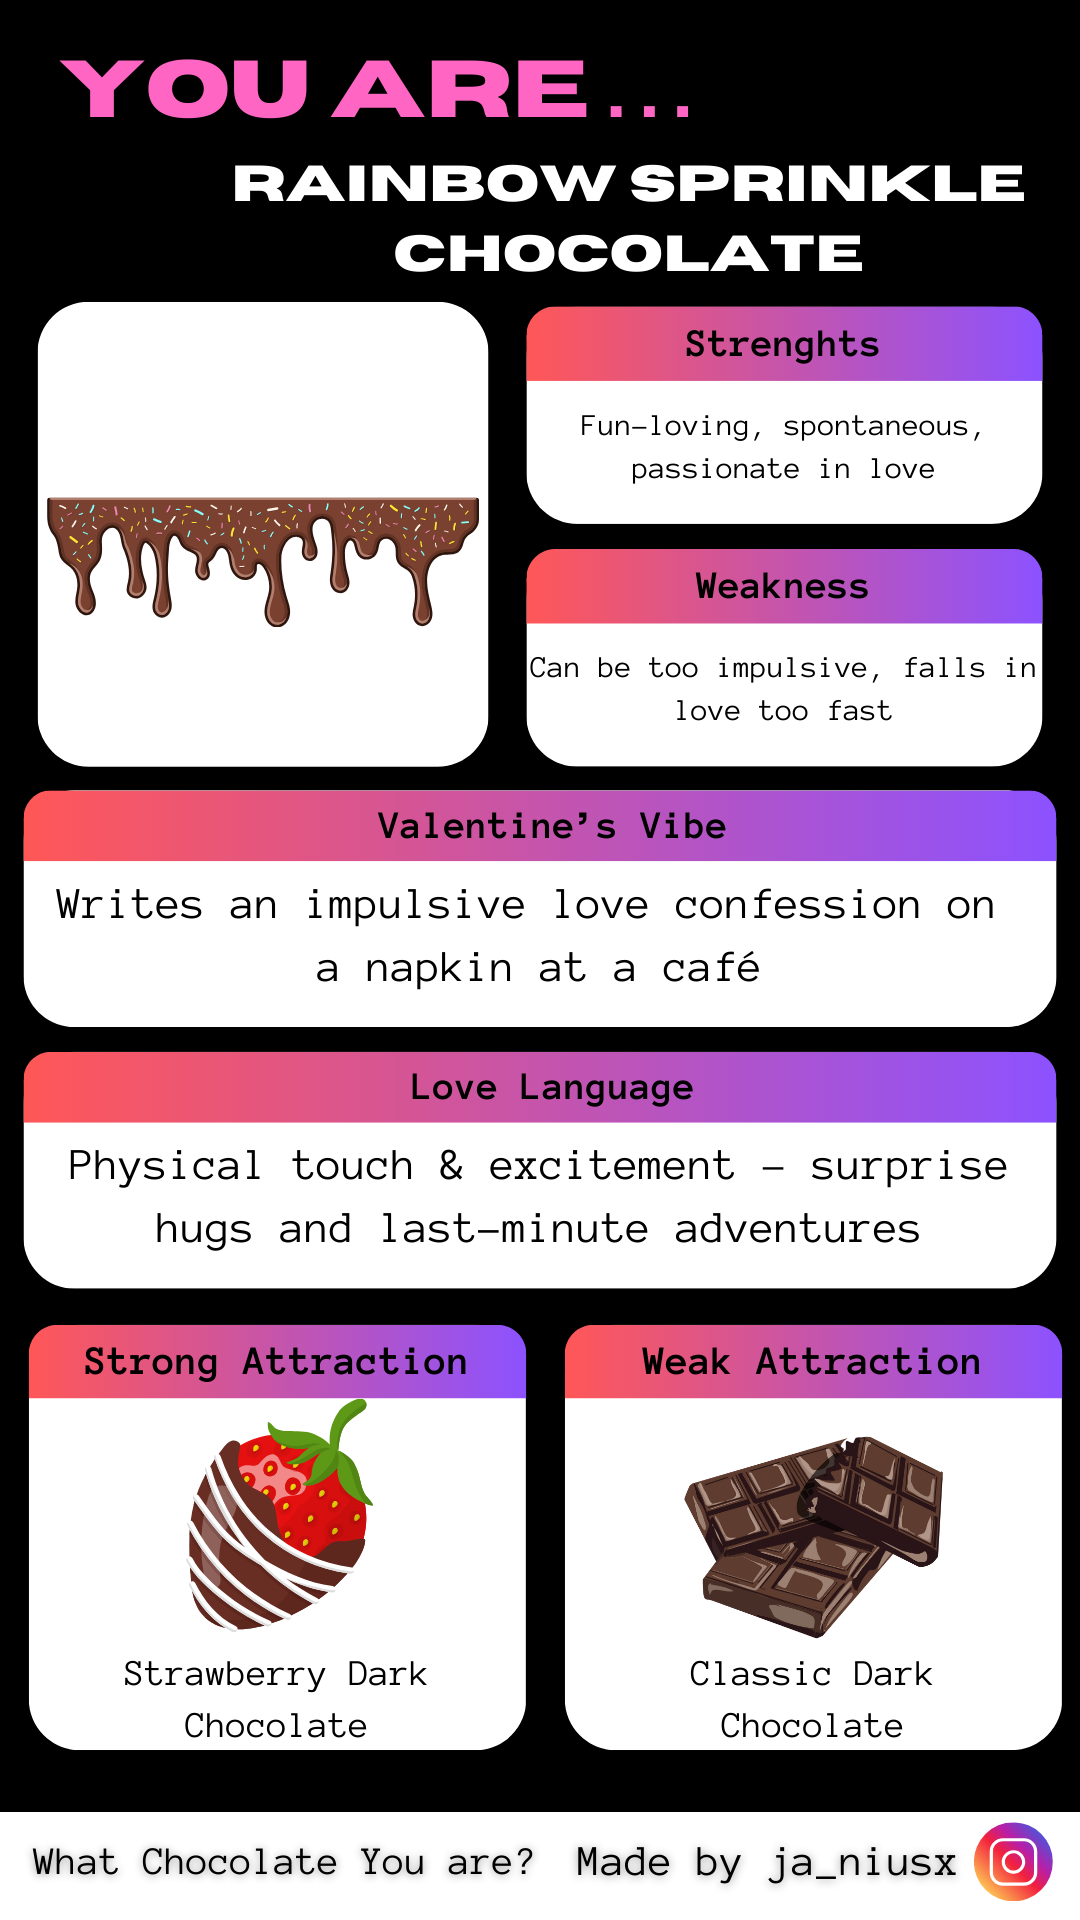 YOU ARE...
RAINBOW SPRINKLE
CHOCOLATE
Strenghts
Fun-loving, spontaneous,
passionate in love
Weakness
Can be too impulsive, falls in
love too fast
Valentine's Vibe
Writes an impulsive love confession on
a napkin at a café
Love Language
Physical touch & excitement – surprise
hugs and last-minute adventures
Strong Attraction
Strawberry Dark
Chocolate
Weak Attraction
Classic Dark
Chocolate
What Chocolate You are?
Made by ja_niusx